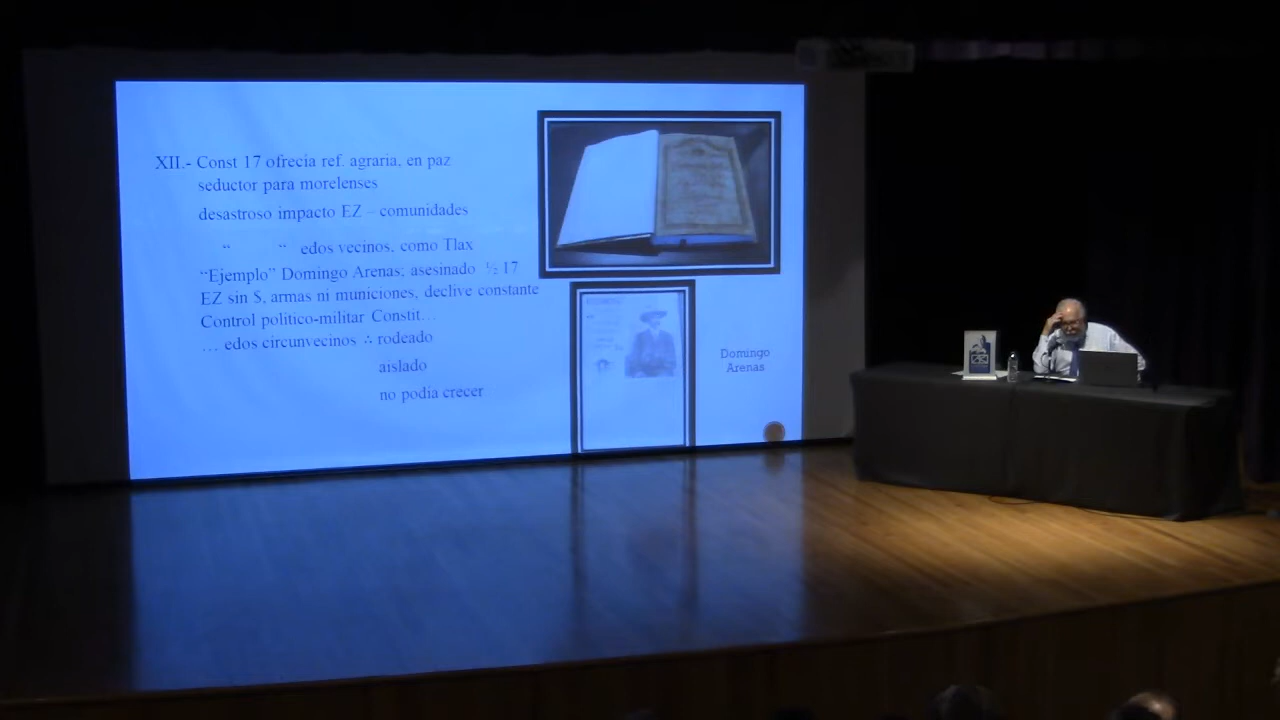 XII.- Const 17 ofrecia ref. agraria, en paz
seductor para morelenses
desastroso impacto EZ – comunidades
“ “ edos vecinos, como Tlax
“Ejemplo” Domingo Arenas; asesinado ½ 17
EZ sin $, armas ni municiones, declive constante
Control politico-militar Constit…
… edos circunvecinos ∴ rodeado
aislado
no podia crecer
Domingo
Arenas